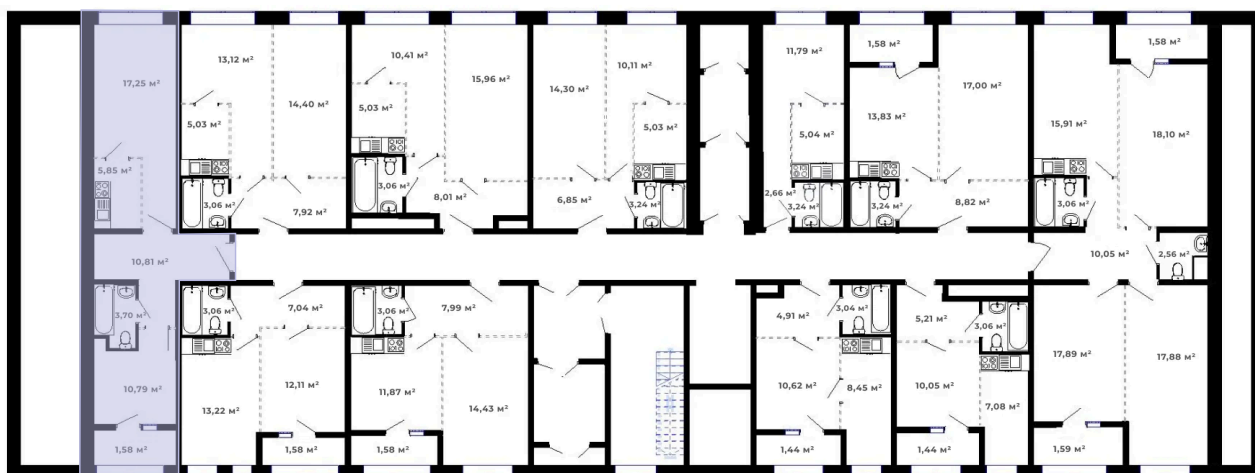 17,25 м²
5,85 м²
10,81 м²
3,70 м²
10,79 м²
1,58 м²
13,12 м²
14,40 м²
5,03 м²
3,06 м²
7,92 м²
10,41 м²
15,96 м²
5,03 м²
3,06 м²
8,01 м²
14,30 м²
10,11 м²
5,03 м²
6,85 м²
3,24 м²
11,79 м²
5,04 м²
2,66 м²
3,24 м²
1,58 м²
17,00 м²
13,83 м²
3,24 м²
8,82 м²
1,58 м²
15,91 м²
18,10 м²
3,06 м²
10,05 м²
2,56 м²
3,06 м²
7,04 м²
12,11 м²
13,22 м²
1,58 м²
3,06 м²
7,99 м²
11,87 м²
14,43 м²
1,58 м²
4,91 м²
3,04 м²
10,62 м²
8,45 м²
1,44 м²
5,21 м²
3,06 м²
10,05 м²
7,08 м²
1,44 м²
17,89 м²
17,88 м²
1,59 м²